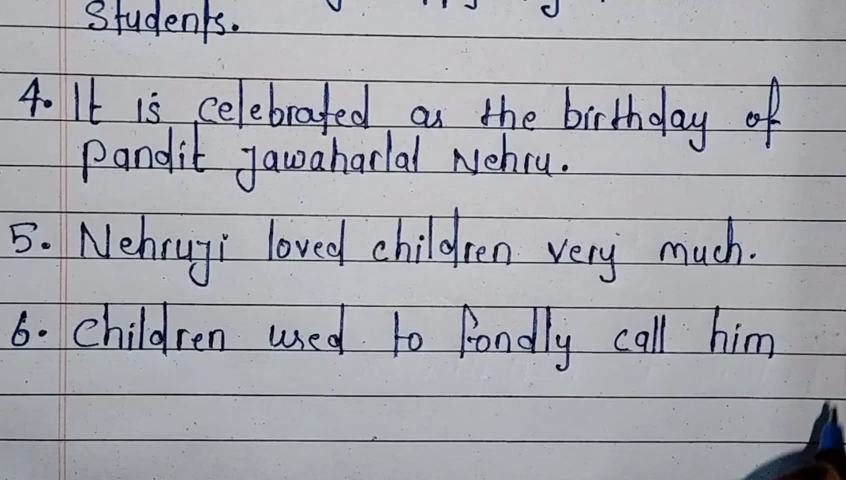 Students.
4. It is celebrated as the birthday of
Pandit Jawaharlal Nehru.
5. Nehruji loved children very much.
6. Children used to fondly call him